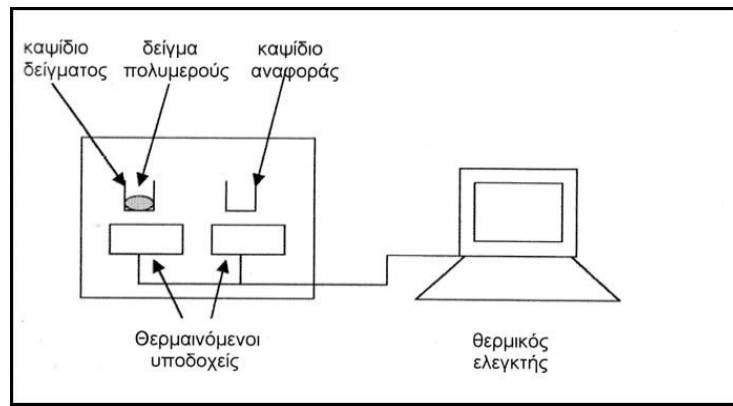 καψίδιο
δείγματος
δείγμα
πολυμερούς
καψίδιο
αναφοράς
Θερμαινόμενοι
υποδοχείς
θερμικός
ελεγκτής